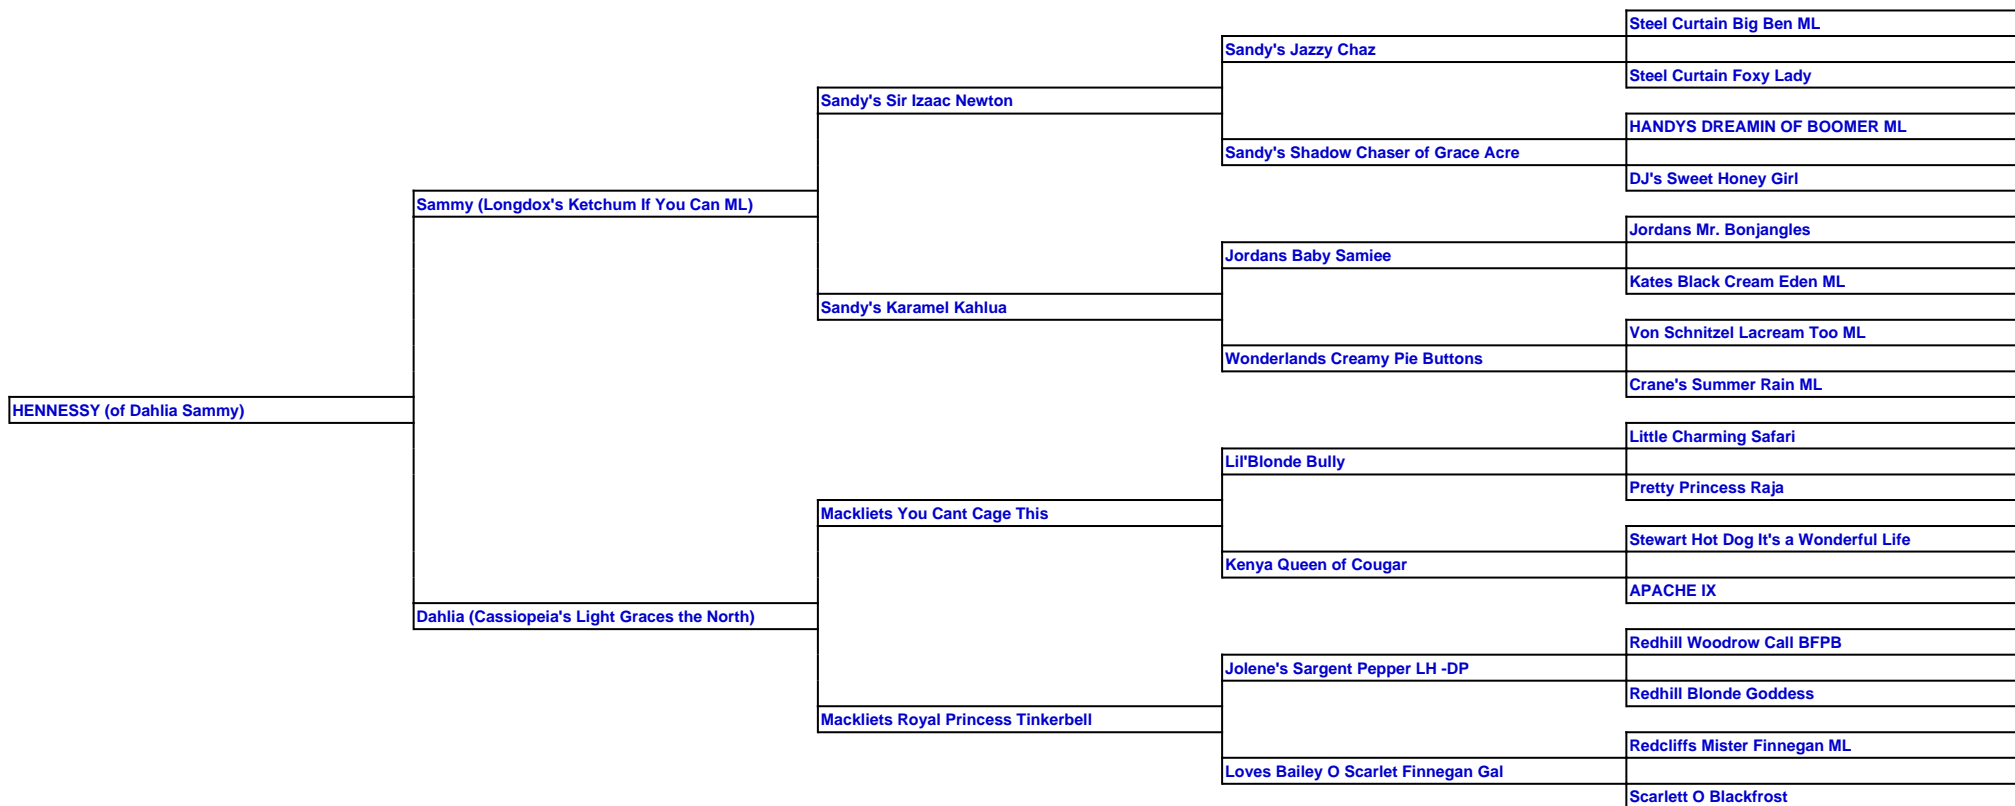 Steel Curtain Big Ben ML
Sandy's Jazzy Chaz
Steel Curtain Foxy Lady
Sandy's Sir Izaac Newton
HANDYS DREAMIN OF BOOMER ML
Sandy's Shadow Chaser of Grace Acre
DJ's Sweet Honey Girl
Sammy (Longdox's Ketchum If You Can ML)
Jordans Mr. Bonjangles
Jordans Baby Samiee
Kates Black Cream Eden ML
Sandy's Karamel Kahlua
Von Schnitzel Lacream Too ML
Wonderlands Creamy Pie Buttons
Crane's Summer Rain ML
HENNESSY (of Dahlia Sammy)
Little Charming Safari
Lil'Blonde Bully
Pretty Princess Raja
Mackliets You Cant Cage This
Stewart Hot Dog It's a Wonderful Life
Kenya Queen of Cougar
APACHE IX
Dahlia (Cassiopeia's Light Graces the North)
Redhill Woodrow Call BFPB
Jolene's Sargent Pepper LH -DP
Redhill Blonde Goddess
Mackliets Royal Princess Tinkerbell
Redcliffs Mister Finnegan ML
Loves Bailey O Scarlet Finnegan Gal
Scarlett O Blackfrost